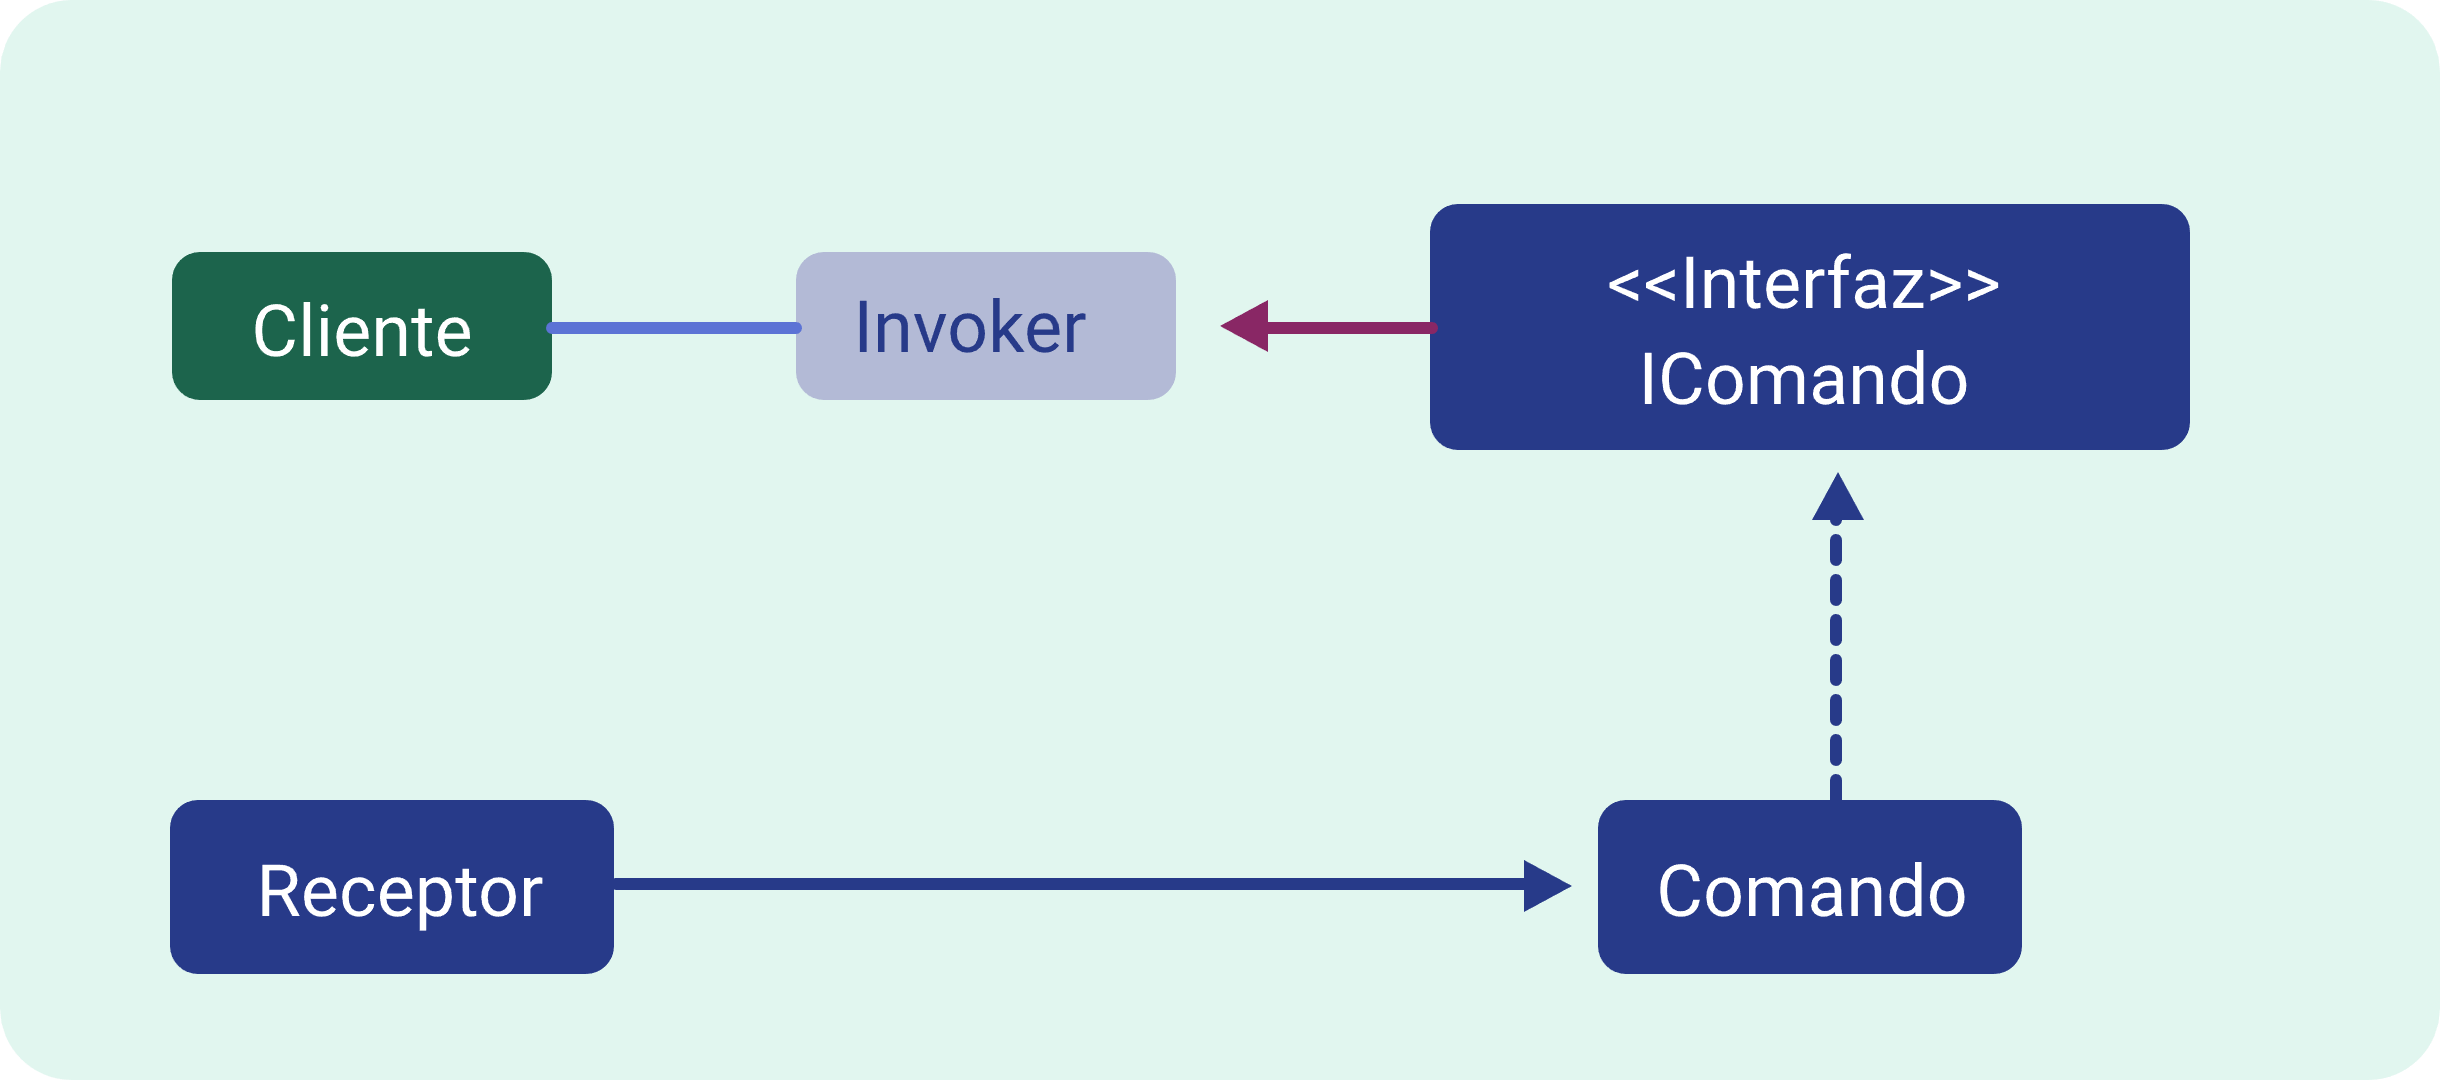 Cliente
Invoker
<<Interfaz>>
IComando
Receptor
Comando